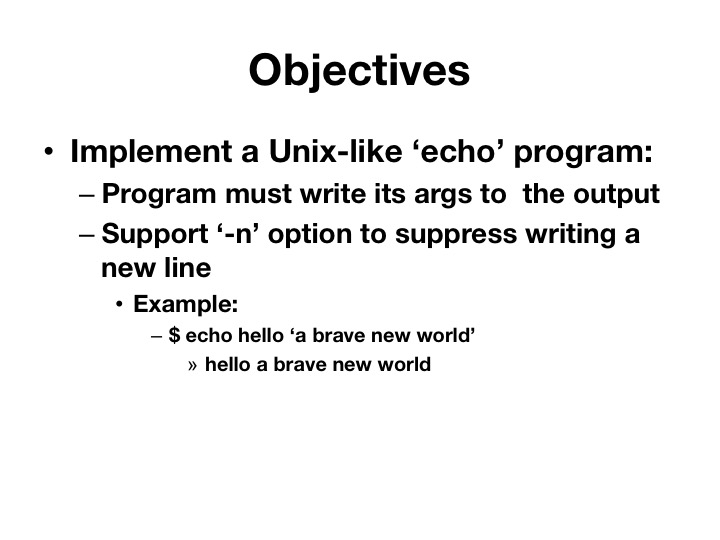 Objectives
• Implement a Unix-like ‘echo’ program:
– Program must write its args to  the output
– Support ‘-n’ option to suppress writing a
new line
• Example:
– $ echo hello ‘a brave new world’
» hello a brave new world